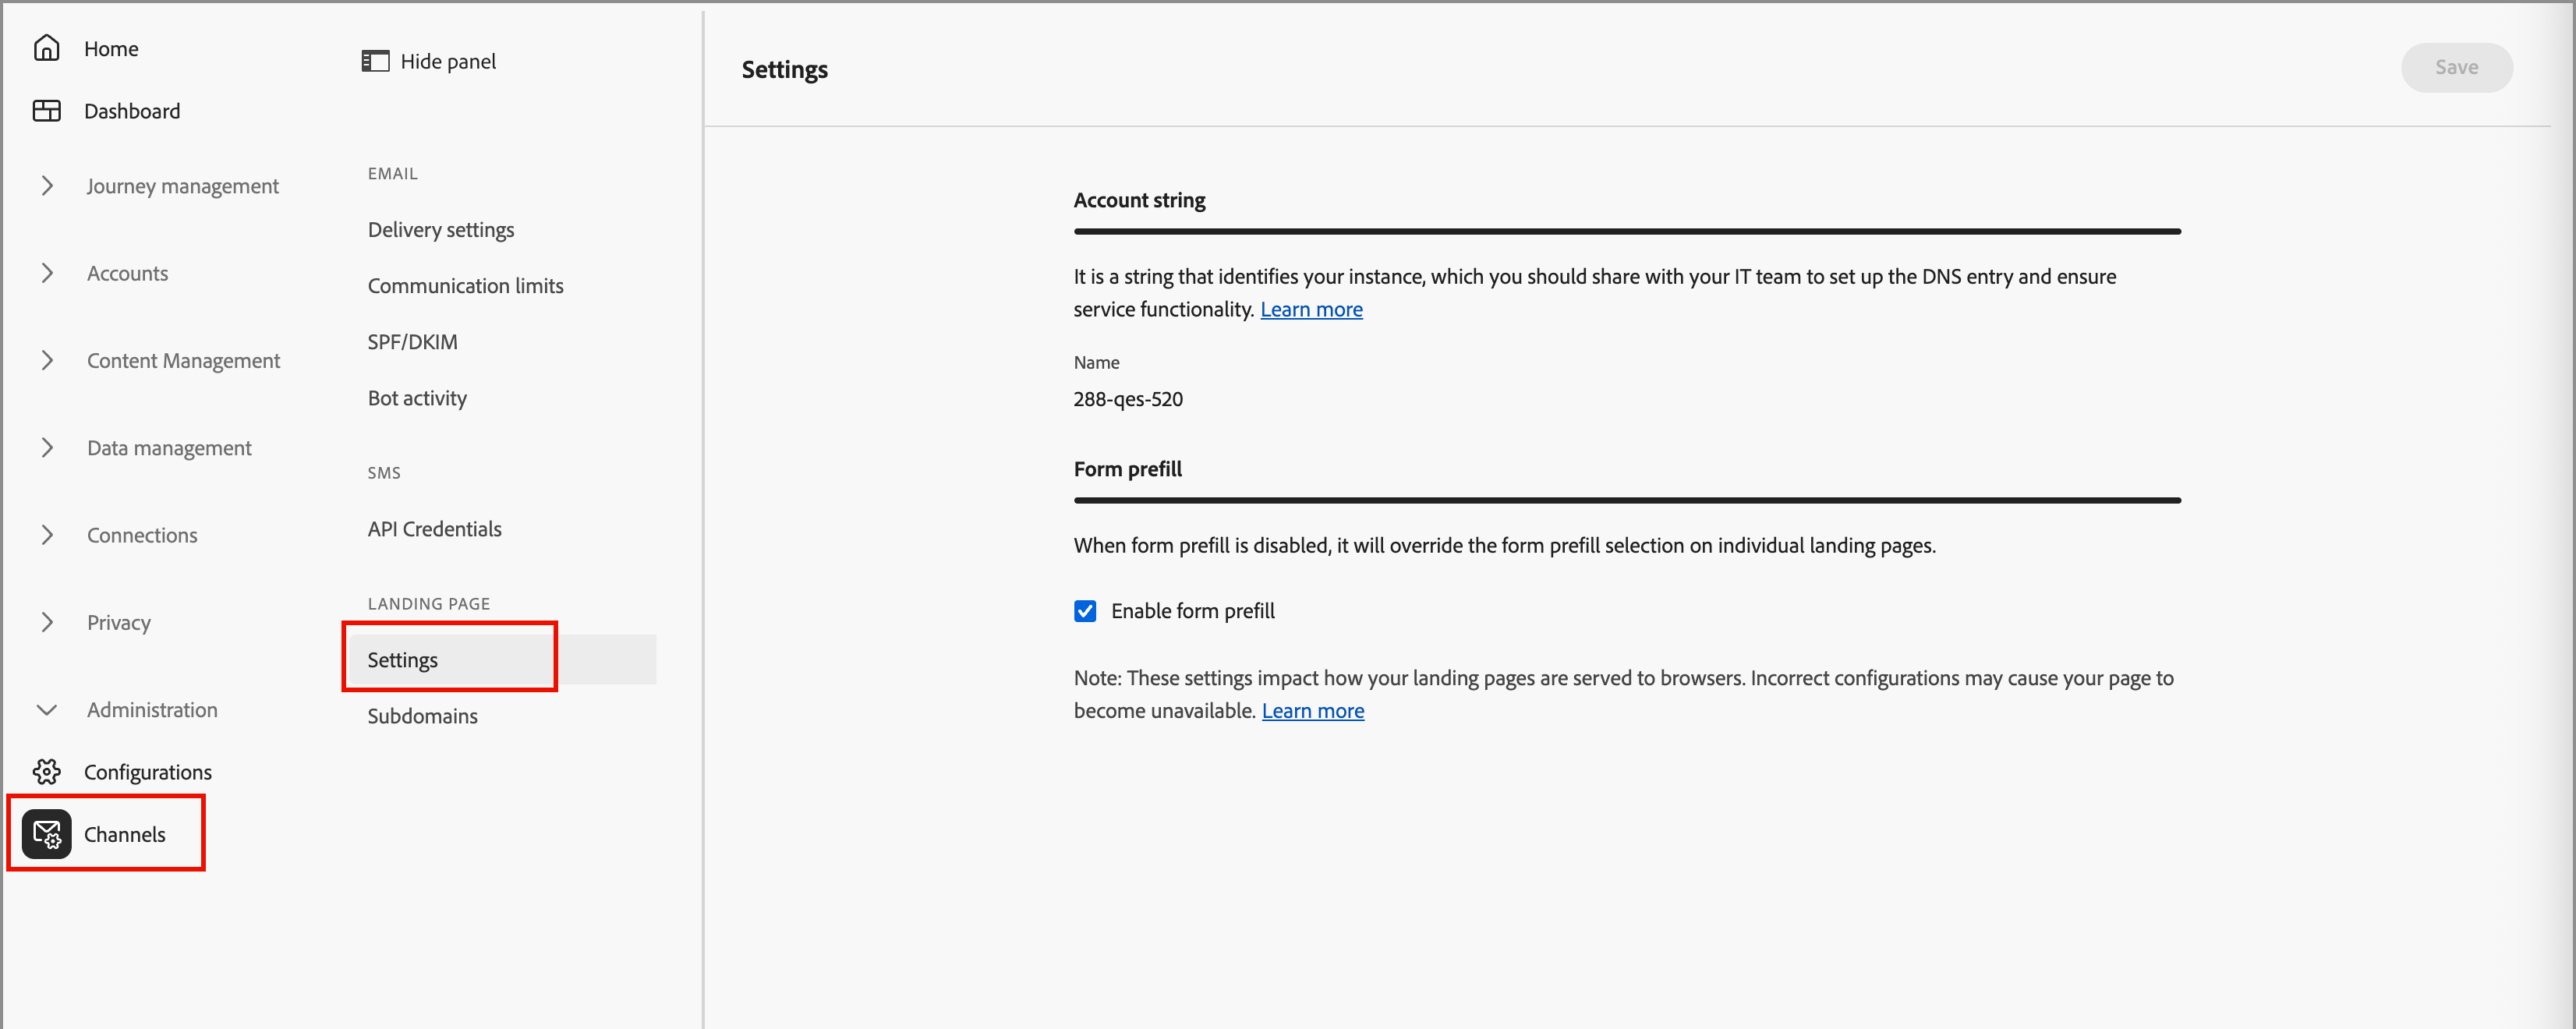 Home
Dashboard
Journey management
Accounts
Content Management
Data management
Connections
Privacy
Administration
Configurations
Channels
Hide panel
EMAIL
Delivery settings
Communication limits
SPF/DKIM
Bot activity
SMS
API Credentials
LANDING PAGE
Settings
Subdomains
Settings
Save
Account string
It is a string that identifies your instance, which you should share with your IT team to set up the DNS entry and ensure
service functionality. Learn more
Name
288-qes-520
Form prefill
When form prefill is disabled, it will override the form prefill selection on individual landing pages.
Enable form prefill
Note: These settings impact how your landing pages are served to browsers. Incorrect configurations may cause your page to
become unavailable. Learn more